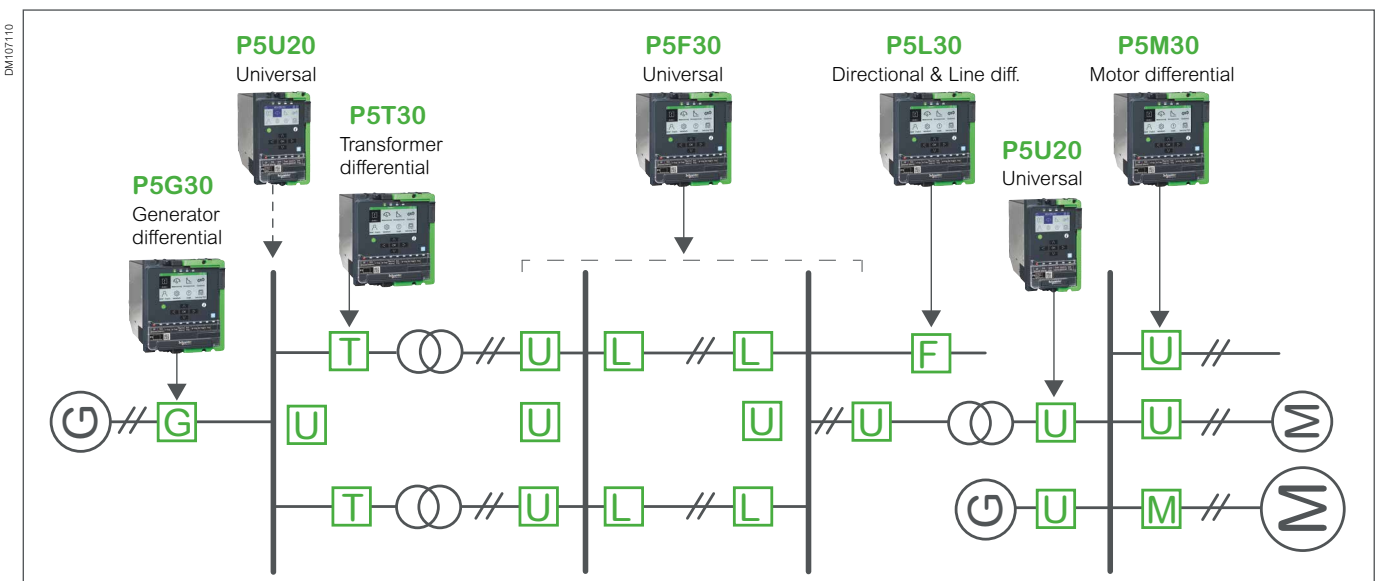 DM107110
P5U20
Universal
P5F30
Universal
P5L30
Directional & Line diff.
P5M30
Motor differential
P5T30
Transformer
differential
P5U20
Universal
P5G30
Generator
differential
T U L L F U
G G U U U U U U M
T U L L G U M M